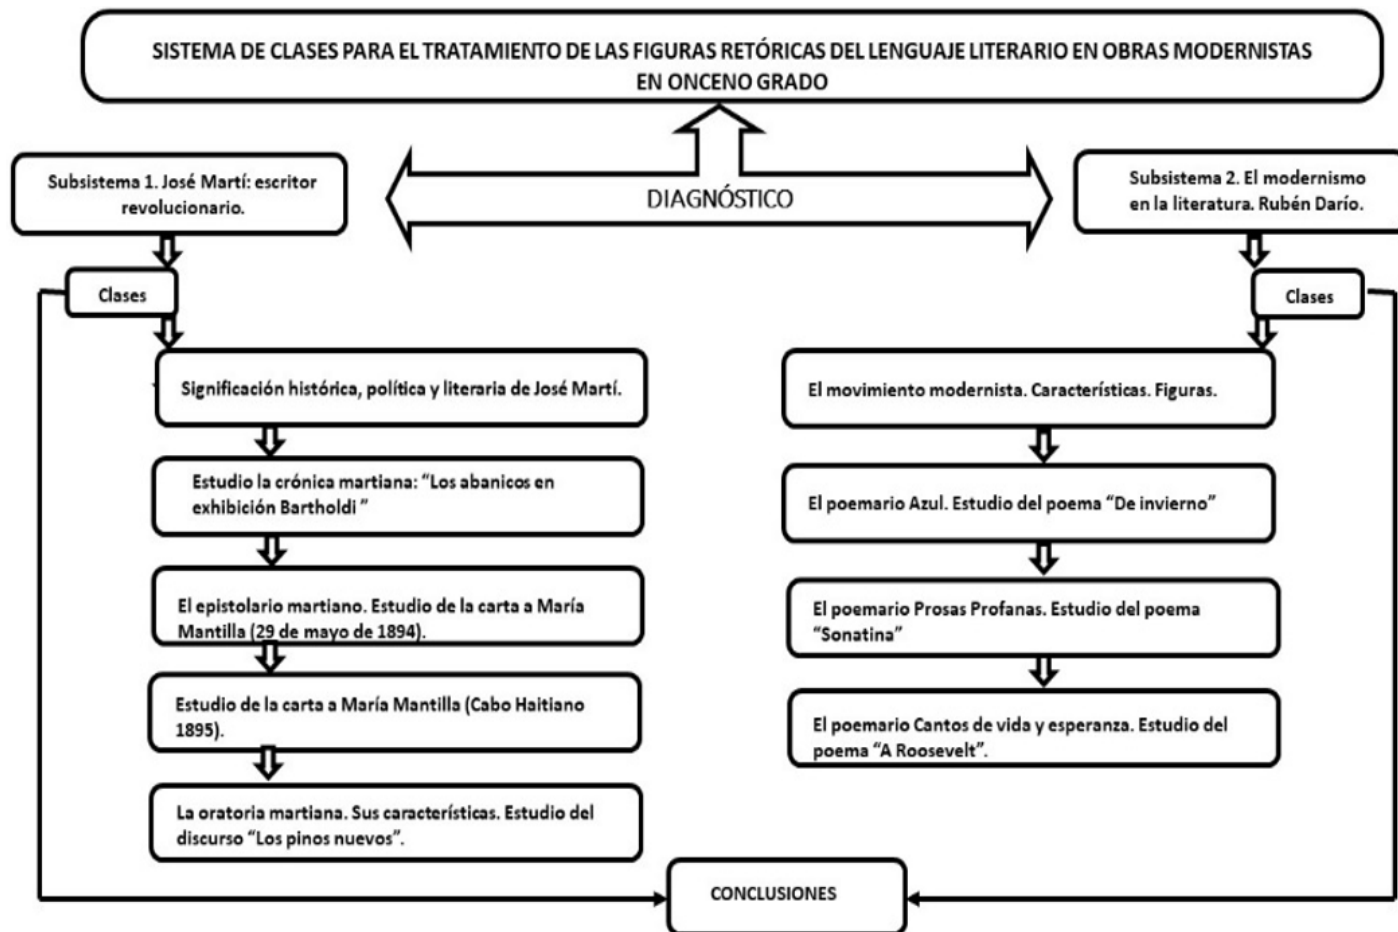 SISTEMA DE CLASES PARA EL TRATAMIENTO DE LAS FIGURAS RETÓRICAS DEL LENGUAJE LITERARIO EN OBRAS MODERNISTAS
EN ONCENO GRADO
Subsistema 1. José Martí: escritor
revolucionario.
DIAGNÓSTICO
Subsistema 2. El modernismo
en la literatura. Rubén Darío.
Clases
Significación histórica, política y literaria de José Martí.
Estudio la crónica martiana: “Los abanicos en
exhibición Bartholdi ”
El epistolario martiano. Estudio de la carta a María
Mantilla (29 de mayo de 1894).
Estudio de la carta a María Mantilla (Cabo Haitiano
1895).
La oratoria martiana. Sus características. Estudio del
discurso “Los pinos nuevos”.
Clases
El movimiento modernista. Características. Figuras.
El poemario Azul. Estudio del poema “De invierno”
El poemario Prosas Profanas. Estudio del poema
“Sonatina”
El poemario Cantos de vida y esperanza. Estudio del
poema “A Roosevelt”.
CONCLUSIONES